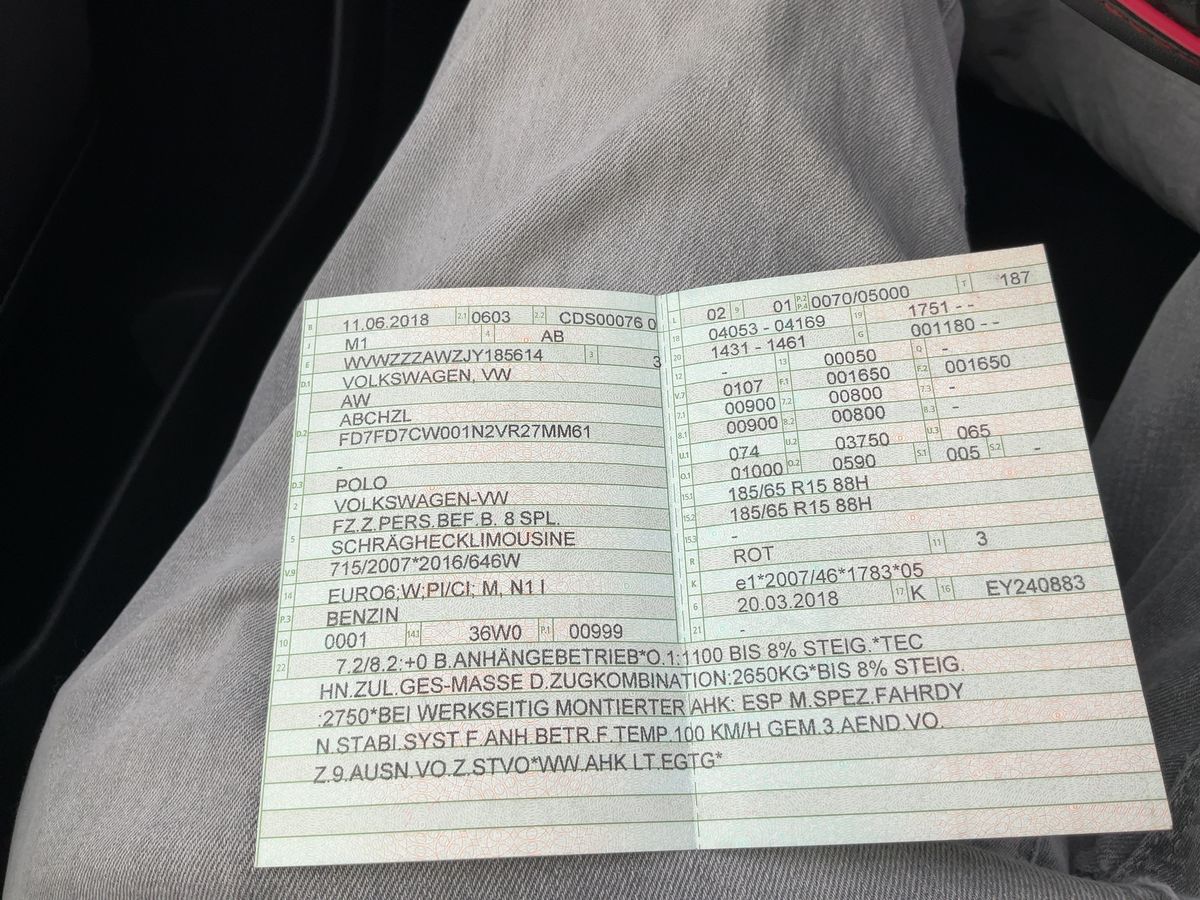 B 11.06.2018 2.1 0603 2.2 CDS00076 0
J M1 4 AB
E WVWZZZAWZJY185614 3 3
D.1 VOLKSWAGEN, VW
AW
D.2 ABCHZL
FD7FD7CW001N2VR27MM61
-
D.3 POLO
2 VOLKSWAGEN-VW
5 FZ.Z.PERS.BEF.B. 8 SPL.
SCHRÄGHECKLIMOUSINE
V.9 715/2007*2016/646W
14 EURO6;W;PI/CI; M, N1 I
P.3 BENZIN
10 0001 14.1 36W0 P.1 00999
L 02 9 01 P.2 P.4 0070/05000 T 187
18 04053 - 04169 19 1751 - -
20 1431 - 1461 G 001180 - -
12 - 13 00050 Q -
V.7 0107 F.1 001650 F.2 001650
7.1 00900 7.2 00800 7.3 -
8.1 00900 8.2 00800 8.3 -
U.1 074 U.2 03750 U.3 065
O.1 01000 O.2 0590 S.1 005 S.2 -
15.1 185/65 R15 88H
15.2 185/65 R15 88H
15.3 -
R ROT 11 3
K e1*2007/46*1783*05
6 20.03.2018 17 K 16 EY240883
21 -
22 7.2/8.2:+0 B.ANHÄNGEBETRIEB*O.1:1100 BIS 8% STEIG.*TEC
HN.ZUL.GES-MASSE D.ZUGKOMBINATION:2650KG*BIS 8% STEIG.
:2750*BEI WERKSEITIG MONTIERTER AHK: ESP M.SPEZ.FAHRDY
N.STABI.SYST.F.ANH.BETR.F.TEMP.100 KM/H GEM.3.AEND.VO.
Z.9.AUSN.VO.Z.STVO*WW.AHK LT.EGTG*